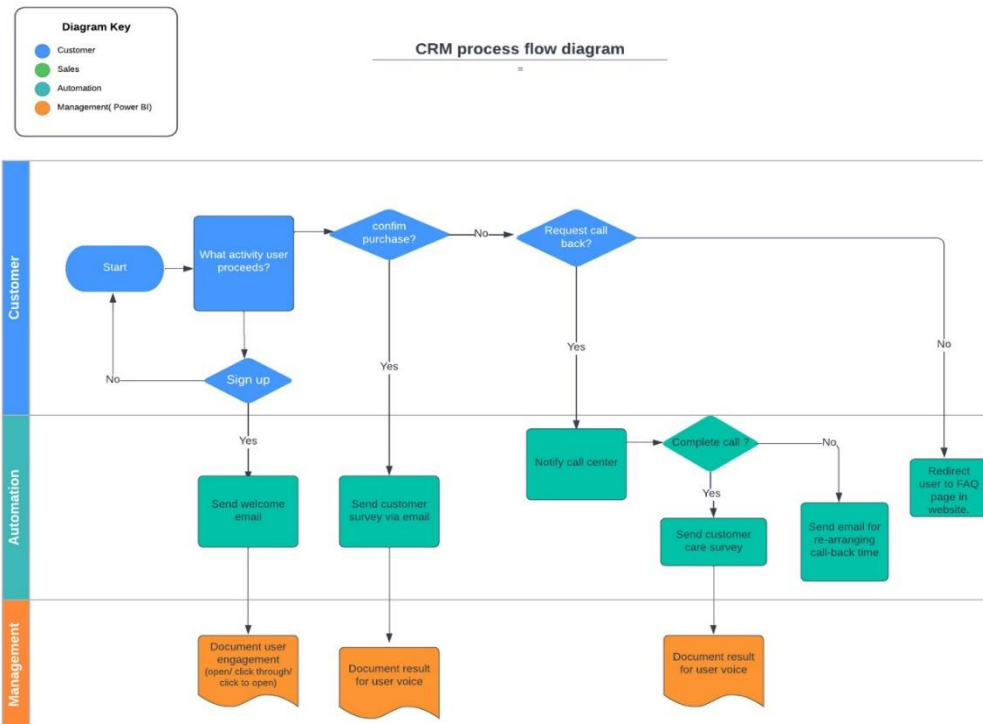 Diagram Key
Customer
Sales
Automation
Management( Power BI)
CRM process flow diagram
=
Customer
Start
What activity user
proceeds?
confim
purchase?
No
Request call
back?
No
Yes
Yes
No
Sign up
Automation
Yes
Send welcome
email
Send customer
survey via email
Notify call center
Complete call ?
No
Yes
Send customer
care survey
Send email for
re-arranging
call-back time
Redirect
user to FAQ
page in
website.
Management
Document user
engagement
(open/ click through/
click to open)
Document result
for user voice
Document result
for user voice